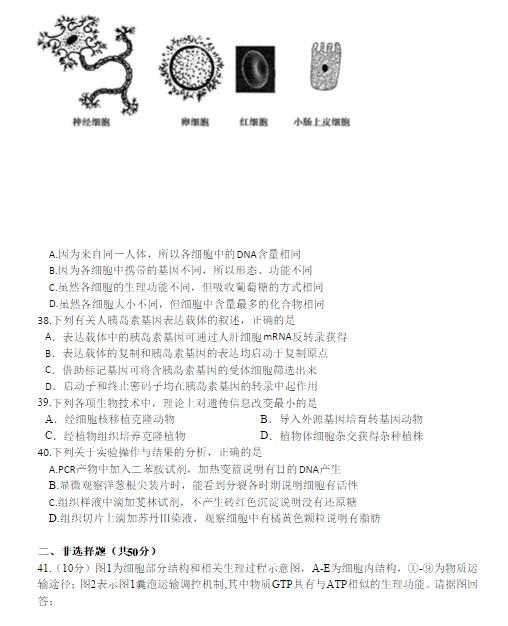 神经细胞 卵细胞 红细胞 小肠上皮细胞
A.因为来自同一人体，所以各细胞中的DNA含量相同
B.因为各细胞中携带的基因不同，所以形态、功能不同
C.虽然各细胞的生理功能不同，但吸收葡萄糖的方式相同
D.虽然各细胞大小不同，但细胞中含量最多的化合物相同
38.下列有关人胰岛素基因表达载体的叙述，正确的是
A．表达载体中的胰岛素基因可通过人肝细胞mRNA反转录获得
B．表达载体的复制和胰岛素基因的表达均启动于复制原点
C．借助标记基因可将含胰岛素基因的受体细胞筛选出来
D．启动子和终止密码子均在胰岛素基因的转录中起作用
39.下列各项生物技术中，理论上对遗传信息改变最小的是
A．经细胞核移植克隆动物 B．导入外源基因培育转基因动物
C．经植物组织培养克隆植物 D．植物体细胞杂交获得杂种植株
40.下列关于实验操作与结果的分析，正确的是
A.PCR产物中加入二苯胺试剂，加热变蓝说明有目的DNA产生
B.显微观察洋葱根尖装片时，能看到分裂各时期说明细胞有活性
C.组织样液中滴加斐林试剂，不产生砖红色沉淀说明没有还原糖
D.组织切片上滴加苏丹Ⅲ染液，观察细胞中有橘黄色颗粒说明有脂肪
二、非选择题（共50分）
41.（10分）图1为细胞部分结构和相关生理过程示意图，A-E为细胞内结构，①-⑭为物质运
输途径；图2表示图1囊泡运输调控机制,其中物质GTP具有与ATP相似的生理功能。请据图回
答：